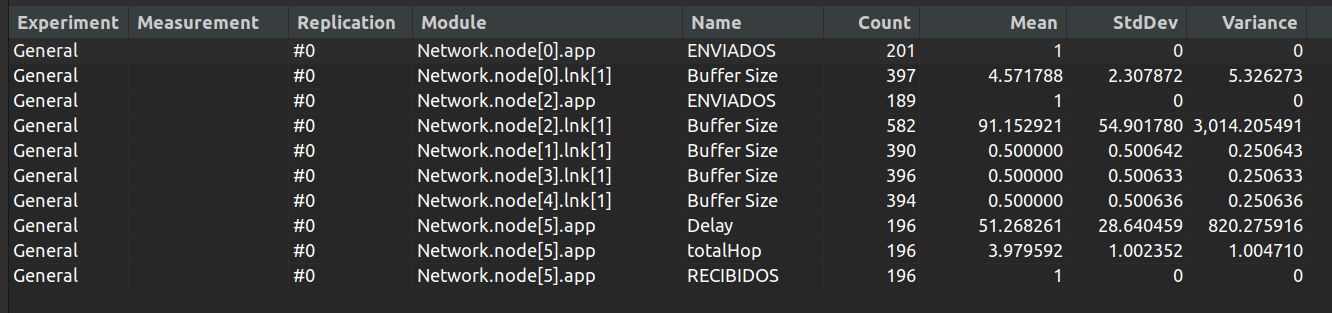 Experiment Measurement Replication Module Name Count Mean StdDev Variance
General #0 Network.node[0].app ENVIADOS 201 1 0 0
General #0 Network.node[0].lnk[1] Buffer Size 397 4.571788 2.307872 5.326273
General #0 Network.node[2].app ENVIADOS 189 1 0 0
General #0 Network.node[2].lnk[1] Buffer Size 582 91.152921 54.901780 3,014.205491
General #0 Network.node[1].lnk[1] Buffer Size 390 0.500000 0.500642 0.250643
General #0 Network.node[3].lnk[1] Buffer Size 396 0.500000 0.500633 0.250633
General #0 Network.node[4].lnk[1] Buffer Size 394 0.500000 0.500636 0.250636
General #0 Network.node[5].app Delay 196 51.268261 28.640459 820.275916
General #0 Network.node[5].app totalHop 196 3.979592 1.002352 1.004710
General #0 Network.node[5].app RECIBIDOS 196 1 0 0